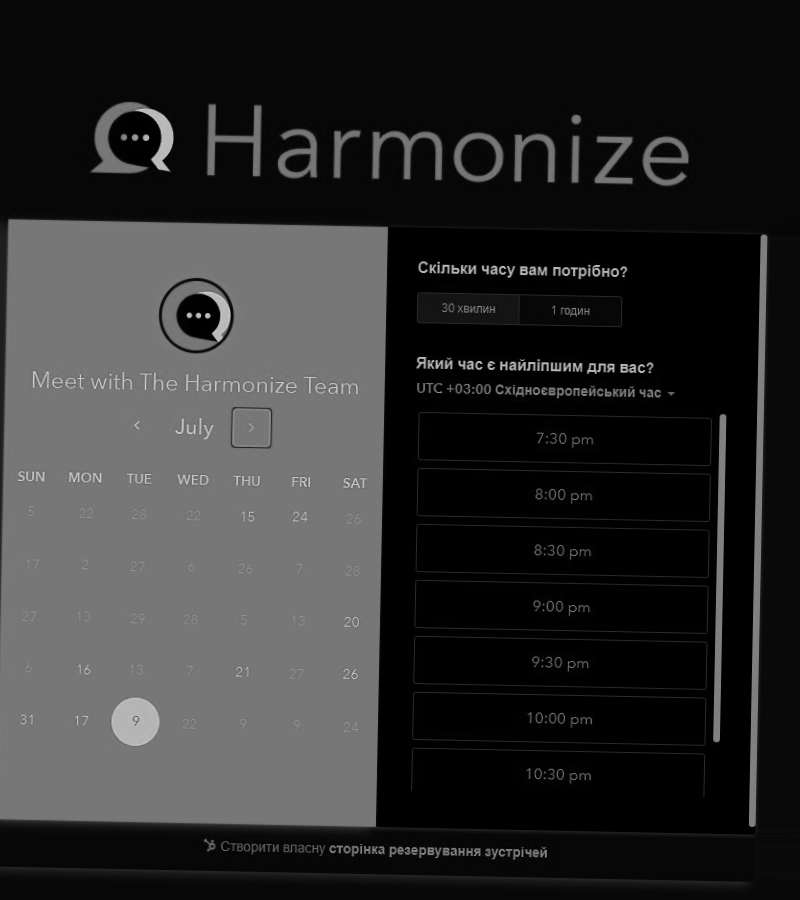 Harmonize
Meet with The Harmonize Team
July
SUN MON TUE WED THU FRI SAT
5 22 28 22 15 24 26
17 2 27 6 26 7 28
27 13 29 28 5 13 20
6 16 13 7 21 27 26
31 17 9 22 9 9 24
Скільки часу вам потрібно?
30 хвилин 1 годин
Який час є найліпшим для вас?
UTC +03:00 Східноєвропейський час
7:30 pm
8:00 pm
8:30 pm
9:00 pm
9:30 pm
10:00 pm
10:30 pm
Створити власну сторінка резервування зустрічей